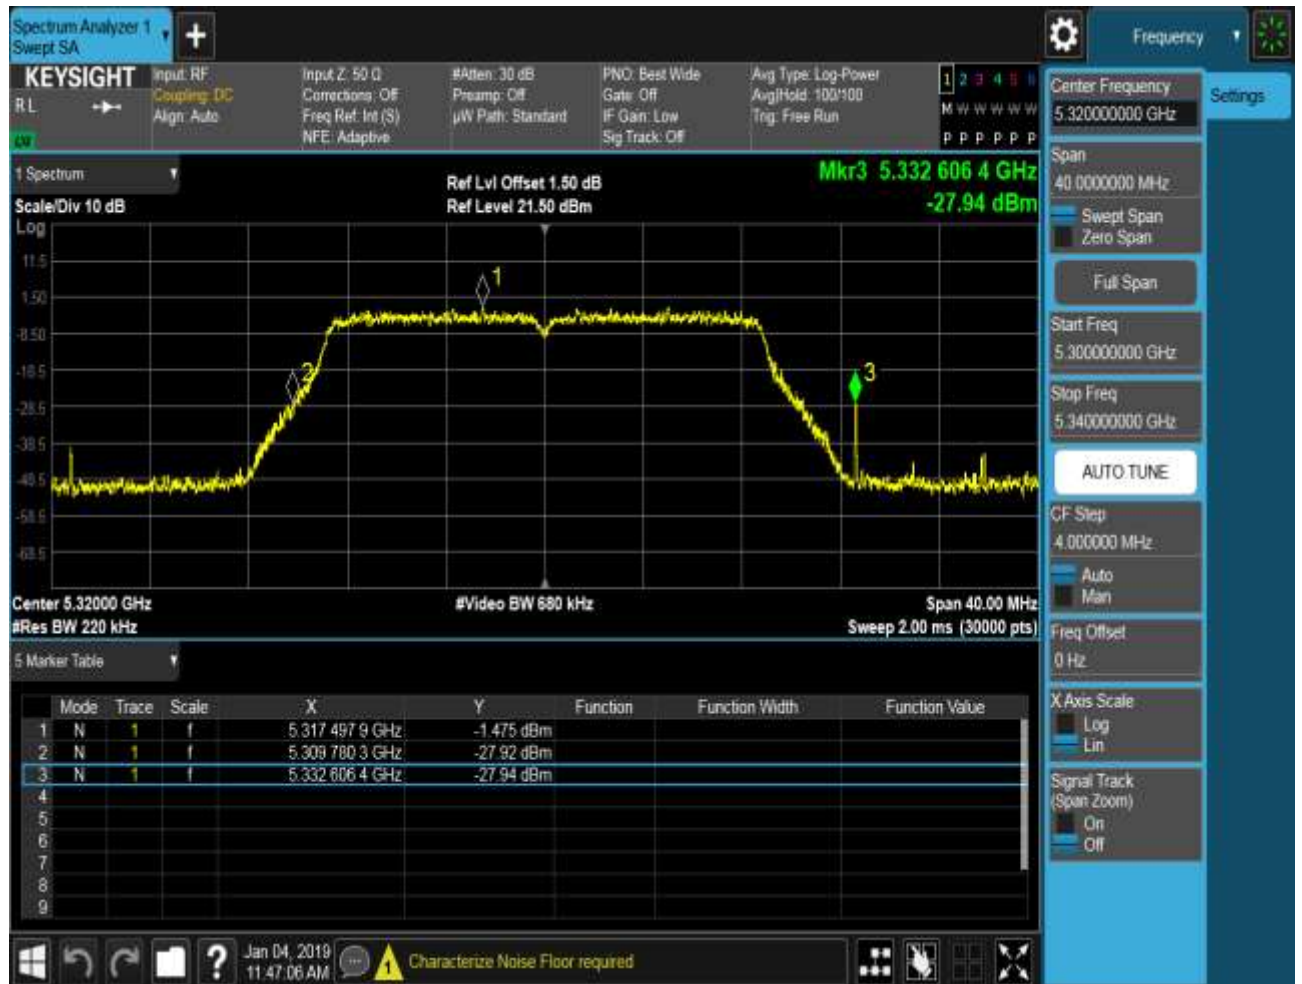 Spectrum Analyzer 1
Swept SA
+
Frequency
KEYSIGHT
RL
Input: RF
Coupling: DC
Align: Auto
Input Z: 50 Ω
Corrections: Off
Freq Ref: Int (S)
NFE: Adaptive
#Atten: 30 dB
Preamp: Off
µW Path: Standard
PNO: Best Wide
Gate: Off
IF Gain: Low
Sig Track: Off
Avg Type: Log-Power
Avg|Hold: 100/100
Trig: Free Run
1 2 3 4 5 6
M W W W W W
P P P P P P
1 Spectrum
Scale/Div 10 dB
Ref Lvl Offset 1.50 dB
Ref Level 21.50 dBm
Mkr3 5.332 606 4 GHz
-27.94 dBm
Log
11.5
1.50
-8.50
-18.5
-28.5
-38.5
-48.5
-58.5
-68.5
1
2
3
Center 5.32000 GHz
#Res BW 220 kHz
#Video BW 680 kHz
Span 40.00 MHz
Sweep 2.00 ms (30000 pts)
5 Marker Table
Mode Trace Scale X Y Function Function Width Function Value
1 N 1 f 5.317 497 9 GHz -1.475 dBm
2 N 1 f 5.309 780 3 GHz -27.92 dBm
3 N 1 f 5.332 606 4 GHz -27.94 dBm
4
5
6
7
8
9
Center Frequency
5.320000000 GHz
Settings
Span
40.0000000 MHz
Swept Span
Zero Span
Full Span
Start Freq
5.300000000 GHz
Stop Freq
5.340000000 GHz
AUTO TUNE
CF Step
4.000000 MHz
Auto
Man
Freq Offset
0 Hz
X Axis Scale
Log
Lin
Signal Track
(Span Zoom)
On
Off
?
Jan 04, 2019
11:47:06 AM
1
Characterize Noise Floor required